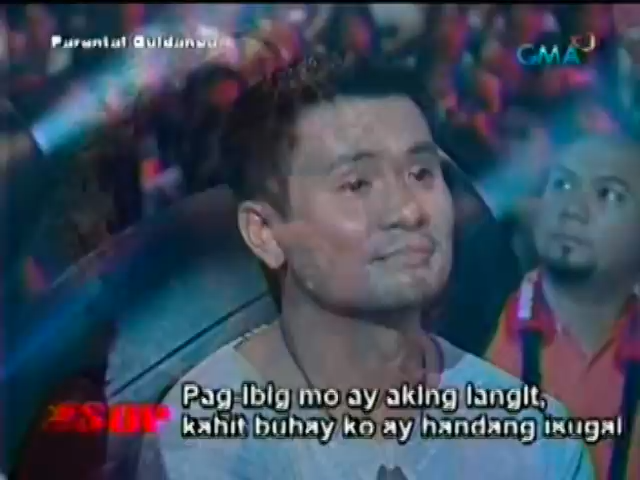 Parental Guidance
GMA
SOP
Pag-ibig mo ay aking langit,
kahit buhay ko ay handang isugal